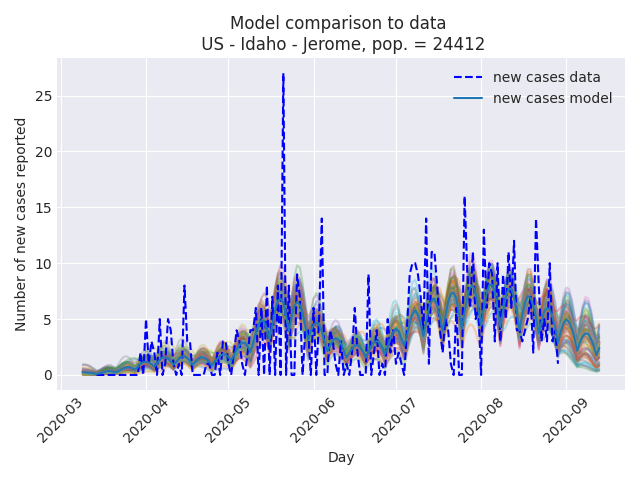 Model comparison to data
US - Idaho - Jerome, pop. = 24412
new cases data
new cases model
Number of new cases reported
25
20
15
10
5
0
2020-03
2020-04
2020-05
2020-06
2020-07
2020-08
2020-09
Day